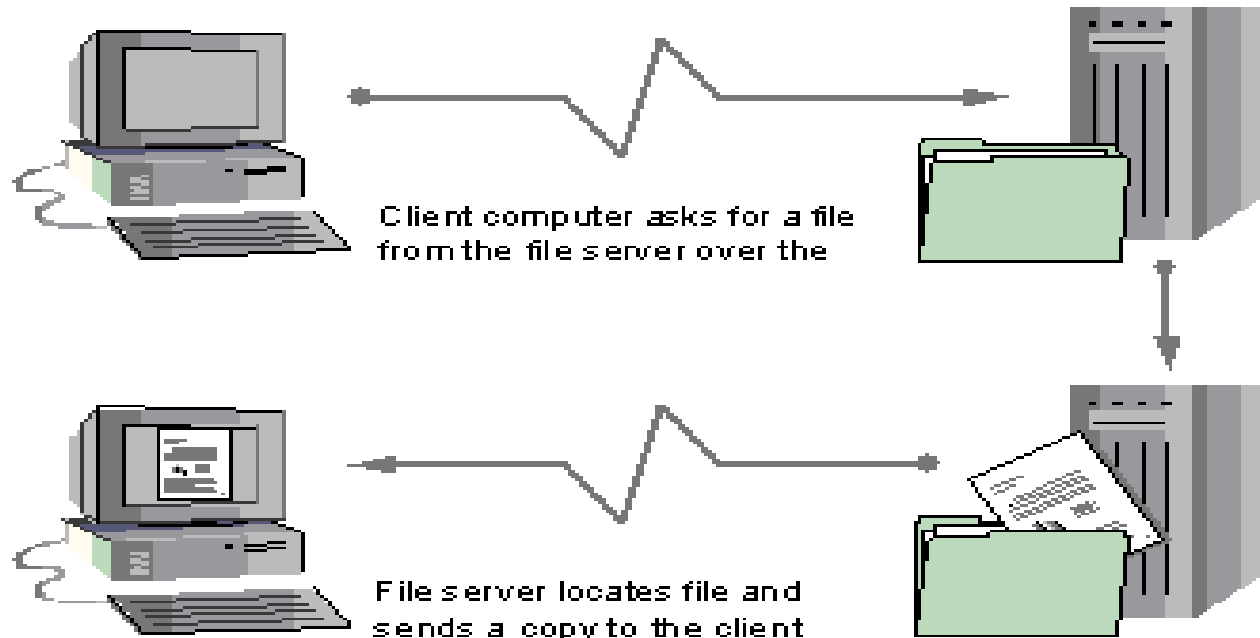 Client computer asks for a file
from the file server over the
File server locates file and
sends a copy to the client